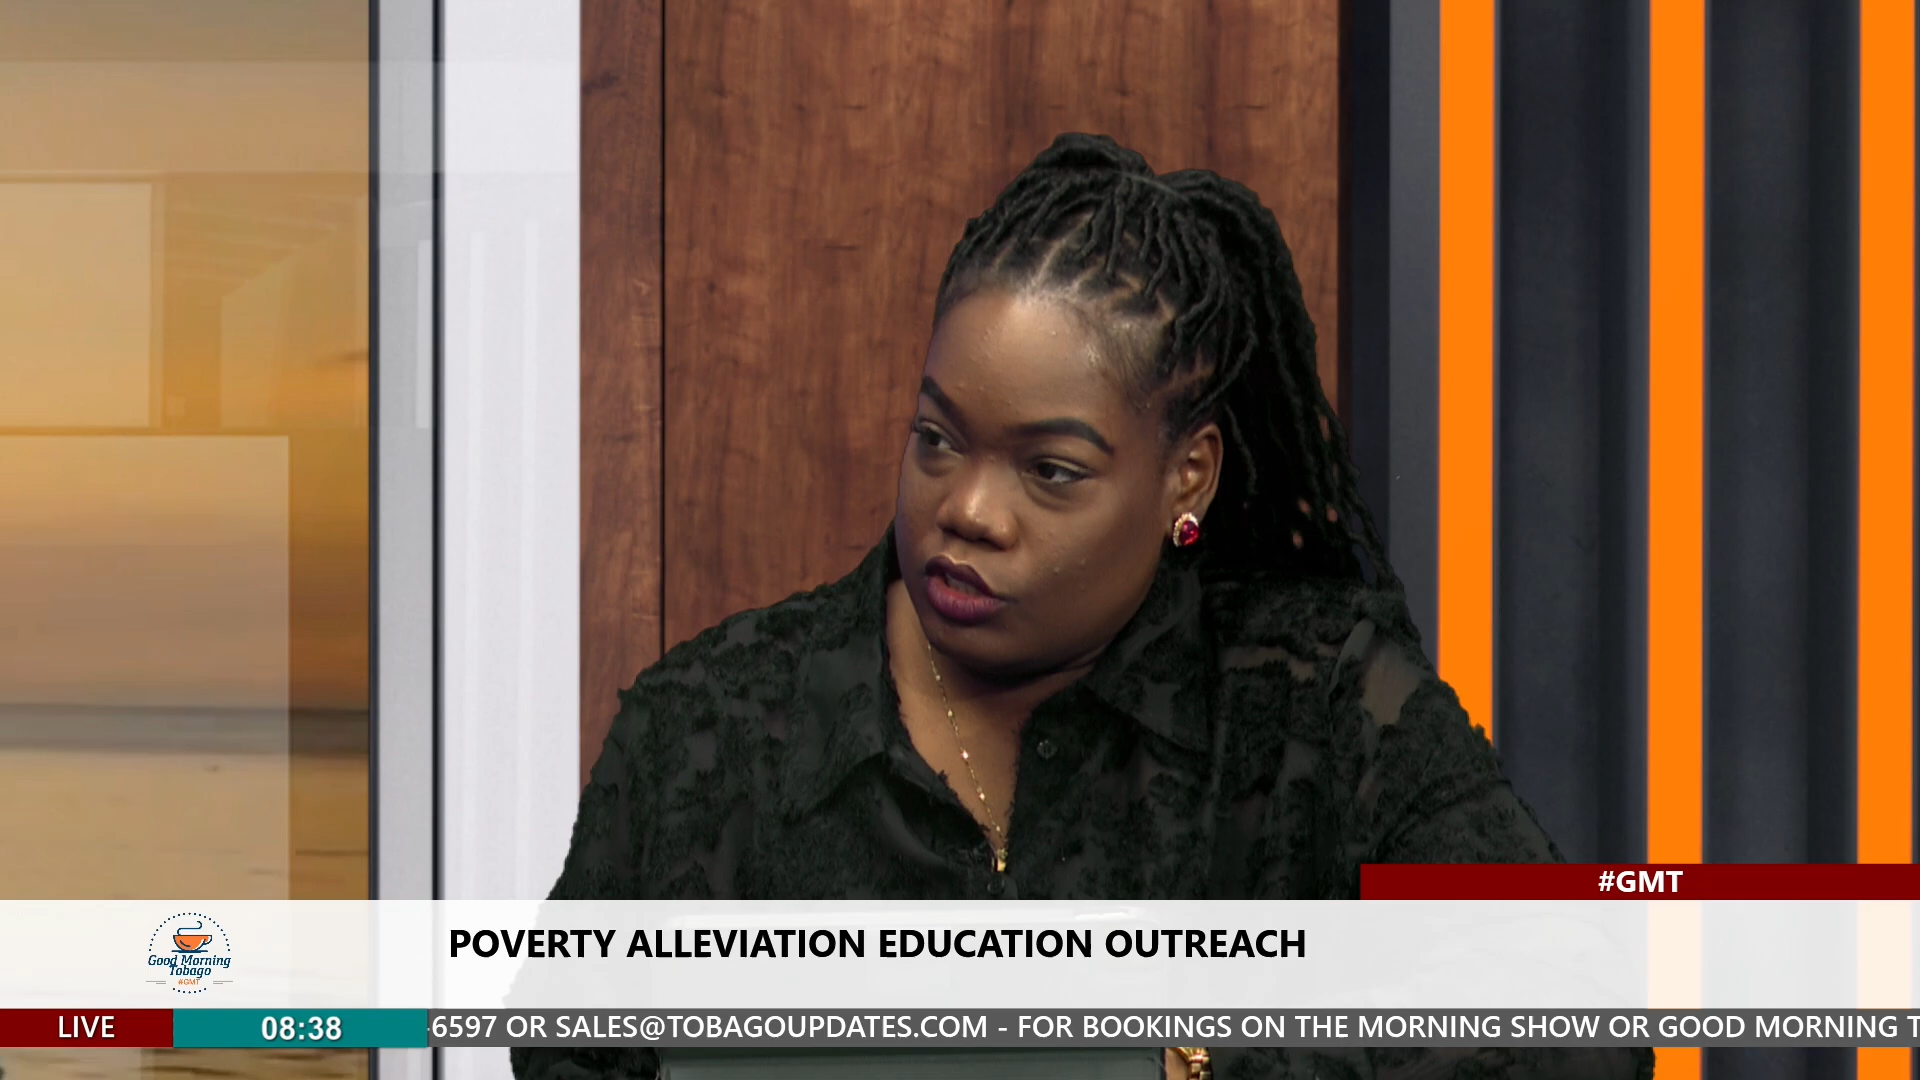 #GMT
Good Morning
Tobago
#GMT
POVERTY ALLEVIATION EDUCATION OUTREACH
LIVE
08:38
-6597 OR SALES@TOBAGOUPDATES.COM - FOR BOOKINGS ON THE MORNING SHOW OR GOOD MORNING T